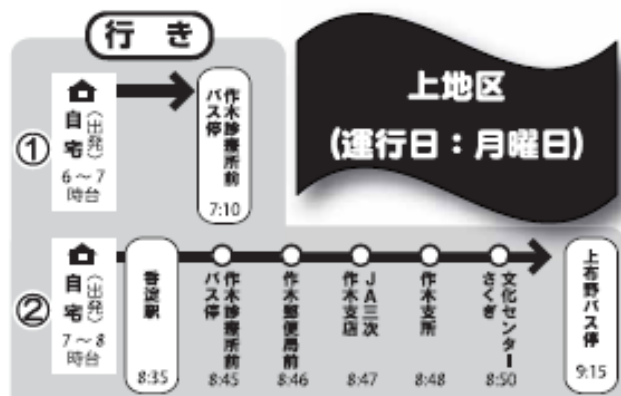 行き
上地区
(運行日：月曜日)
①
自宅
(出発)
6～7
時台
作木診療所前
バス停
7:10
②
自宅
(出発)
7～8
時台
香淀駅
8:35
作木診療所前
バス停
8:45
作木郵便局前
8:46
JA三次
作木支店
8:47
作木支所
8:48
文化センター
さくぎ
8:50
上布野バス停
9:15